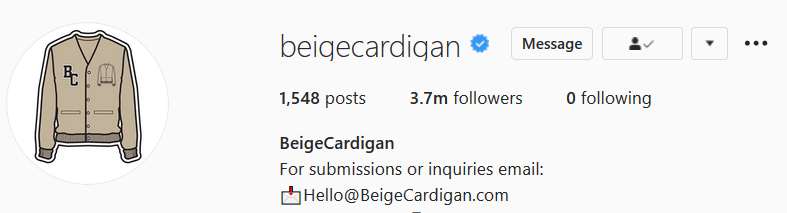 beigecardigan Message
BC
1,548 posts 3.7m followers 0 following
BeigeCardigan
For submissions or inquiries email:
📩Hello@BeigeCardigan.com